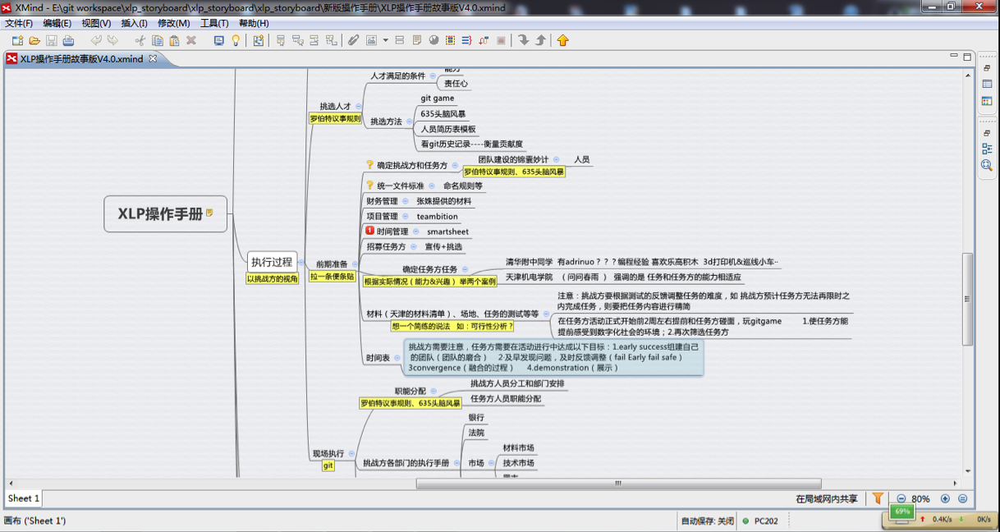 XMind - E:\git workspace\xlp_storyboard\xlp_storyboard\xlp_storyboard\新版操作手册\XLP操作手册故事版V4.0.xmind
文件(F) 编辑(E) 视图(V) 插入(I) 修改(M) 工具(T) 帮助(H)
XLP操作手册故事版V4.0.xmind
XLP操作手册
执行过程
以挑战方的视角
挑选人才
罗伯特议事规则
人才满足的条件
能力
责任心
挑选方法
git game
635头脑风暴
人员简历表模板
看git历史记录----衡量贡献度
前期准备
拉一条便条贴
确定挑战方和任务方
团队建设的锦囊妙计
罗伯特议事规则、635头脑风暴
人员
统一文件标准
命名规则等
财务管理
张姝提供的材料
项目管理
teambition
时间管理
smartsheet
招募任务方
宣传+挑选
确定任务方任务
根据实际情况（能力&兴趣） 举两个案例
清华附中同学 有adrinuo？？？编程经验 喜欢乐高积木 3d打印机&巡线小车··
天津机电学院 （问问春雨 ） 强调的是 任务和任务方的能力相适应
材料（天津的材料清单）、场地、任务的测试等等
想一个简练的说法 如：可行性分析？
注意：挑战方要根据测试的反馈调整任务的难度，如 挑战方预计任务方无法再限时之
内完成任务，则要把任务内容进行精简
在任务方活动正式开始前2周左右提前和任务方碰面，玩gitgame 1.使任务方能
提前感受到数字化社会的环境；2.再次筛选任务方
时间表
挑战方需要注意，任务方需要在活动进行中达成以下目标：1.early success组建自己
的团队（团队的磨合） 2·及早发现问题，及时反馈调整（fail Early fail safe）
3convergence（融合的过程） 4.demonstration（展示）
现场执行
git
职能分配
罗伯特议事规则、635头脑风暴
挑战方人员分工和部门安排
任务方人员职能分配
挑战方各部门的执行手册
银行
法院
市场
材料市场
技术市场
Sheet 1
在局域网内共享
80%
画布 ('Sheet 1')
自动保存: 关闭
PC202
69%
0.4K/s
0K/s